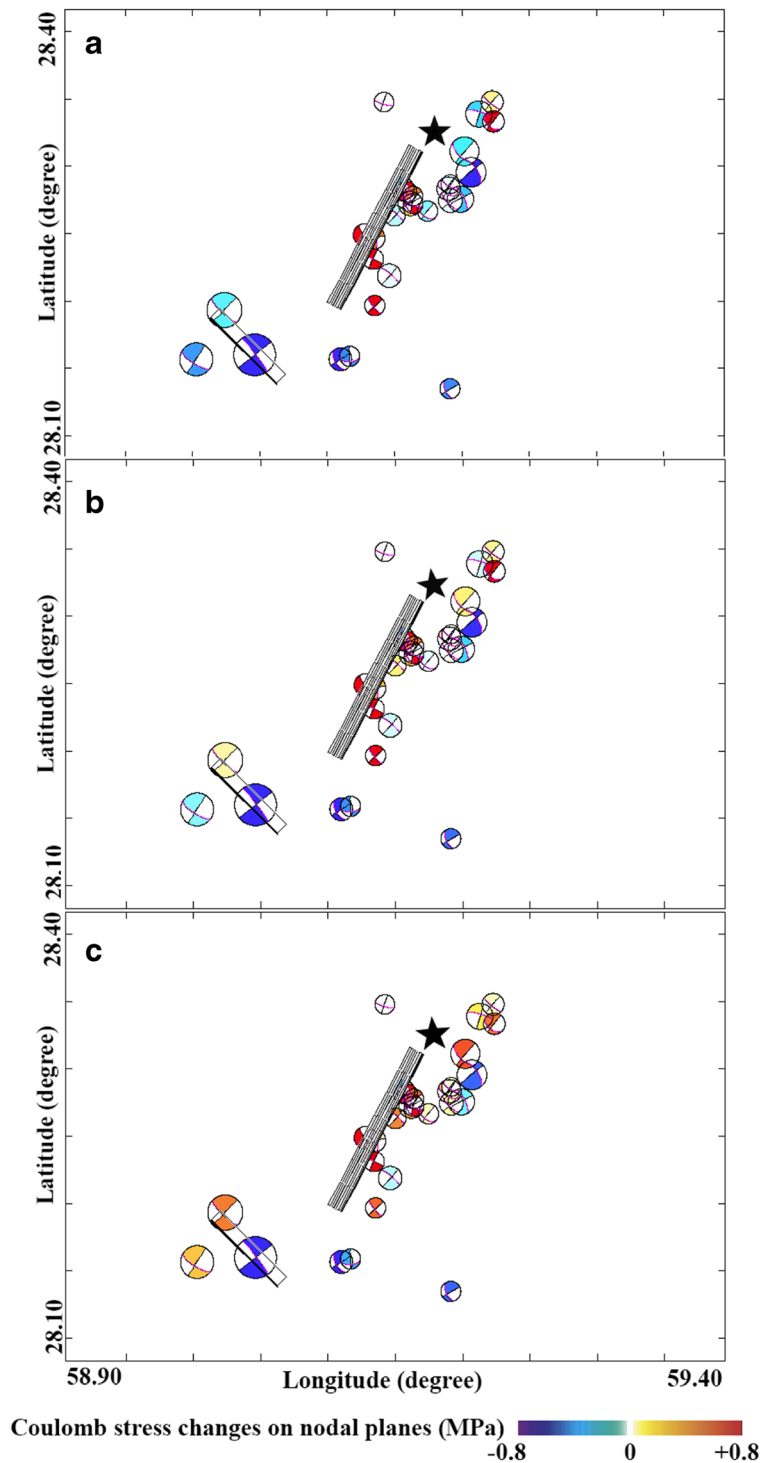 a
28.40
Latitude (degree)
28.10
b
28.40
Latitude (degree)
28.10
c
28.40
Latitude (degree)
28.10
58.90 Longitude (degree) 59.40
Coulomb stress changes on nodal planes (MPa)
-0.8 0 +0.8